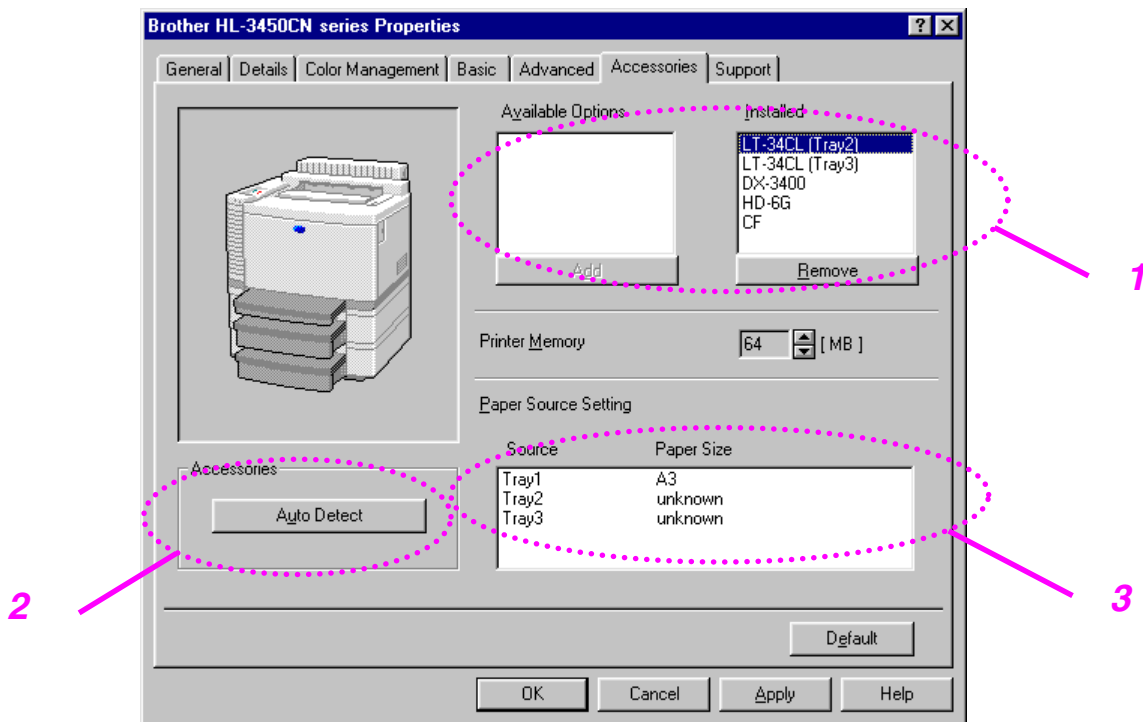 Brother HL-3450CN series Properties
General Details Color Management Basic Advanced Accessories Support
Available Options
Installed
LT-34CL (Tray2)
LT-34CL (Tray3)
DX-3400
HD-6G
CF
Add
Remove
1
Printer Memory 64 [ MB ]
Paper Source Setting
Source Paper Size
Tray1 A3
Tray2 unknown
Tray3 unknown
3
Accessories
Auto Detect
2
Default
OK Cancel Apply Help